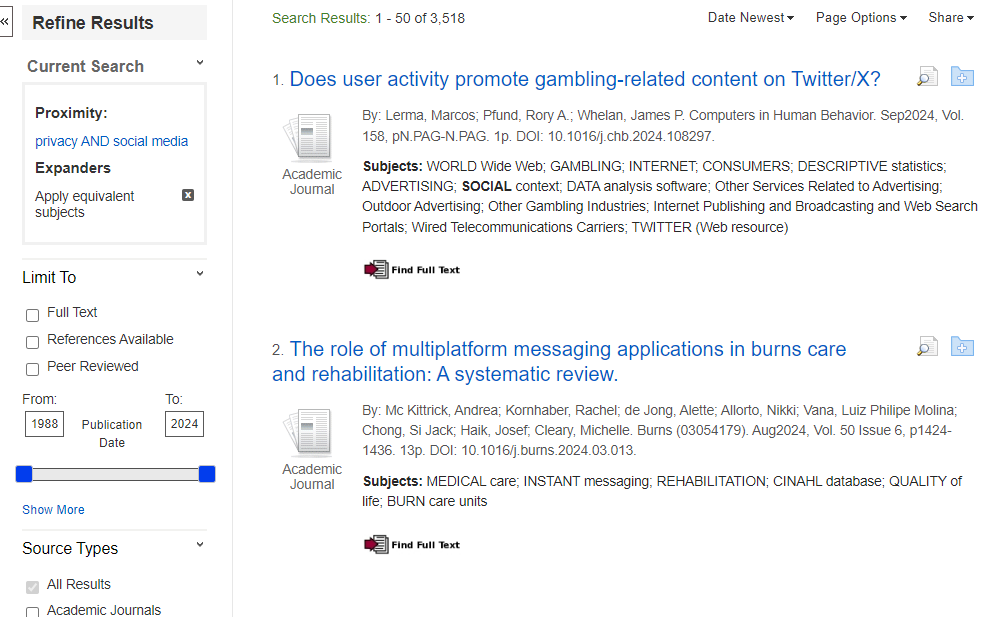 «
Refine Results
Current Search
Proximity:
privacy AND social media
Expanders
Apply equivalent
subjects
Limit To
Full Text
References Available
Peer Reviewed
From:
To:
1988
Publication
Date
2024
Show More
Source Types
All Results
Academic Journals
Search Results: 1 - 50 of 3,518
Date Newest
Page Options
Share
1. Does user activity promote gambling-related content on Twitter/X?
Academic
Journal
By: Lerma, Marcos; Pfund, Rory A.; Whelan, James P. Computers in Human Behavior. Sep2024, Vol.
158, pN.PAG-N.PAG. 1p. DOI: 10.1016/j.chb.2024.108297.
Subjects: WORLD Wide Web; GAMBLING; INTERNET; CONSUMERS; DESCRIPTIVE statistics;
ADVERTISING; SOCIAL context; DATA analysis software; Other Services Related to Advertising;
Outdoor Advertising; Other Gambling Industries; Internet Publishing and Broadcasting and Web Search
Portals; Wired Telecommunications Carriers; TWITTER (Web resource)
Find Full Text
2. The role of multiplatform messaging applications in burns care
and rehabilitation: A systematic review.
Academic
Journal
By: Mc Kittrick, Andrea; Kornhaber, Rachel; de Jong, Alette; Allorto, Nikki; Vana, Luiz Philipe Molina;
Chong, Si Jack; Haik, Josef; Cleary, Michelle. Burns (03054179). Aug2024, Vol. 50 Issue 6, p1424-
1436. 13p. DOI: 10.1016/j.burns.2024.03.013.
Subjects: MEDICAL care; INSTANT messaging; REHABILITATION; CINAHL database; QUALITY of
life; BURN care units
Find Full Text